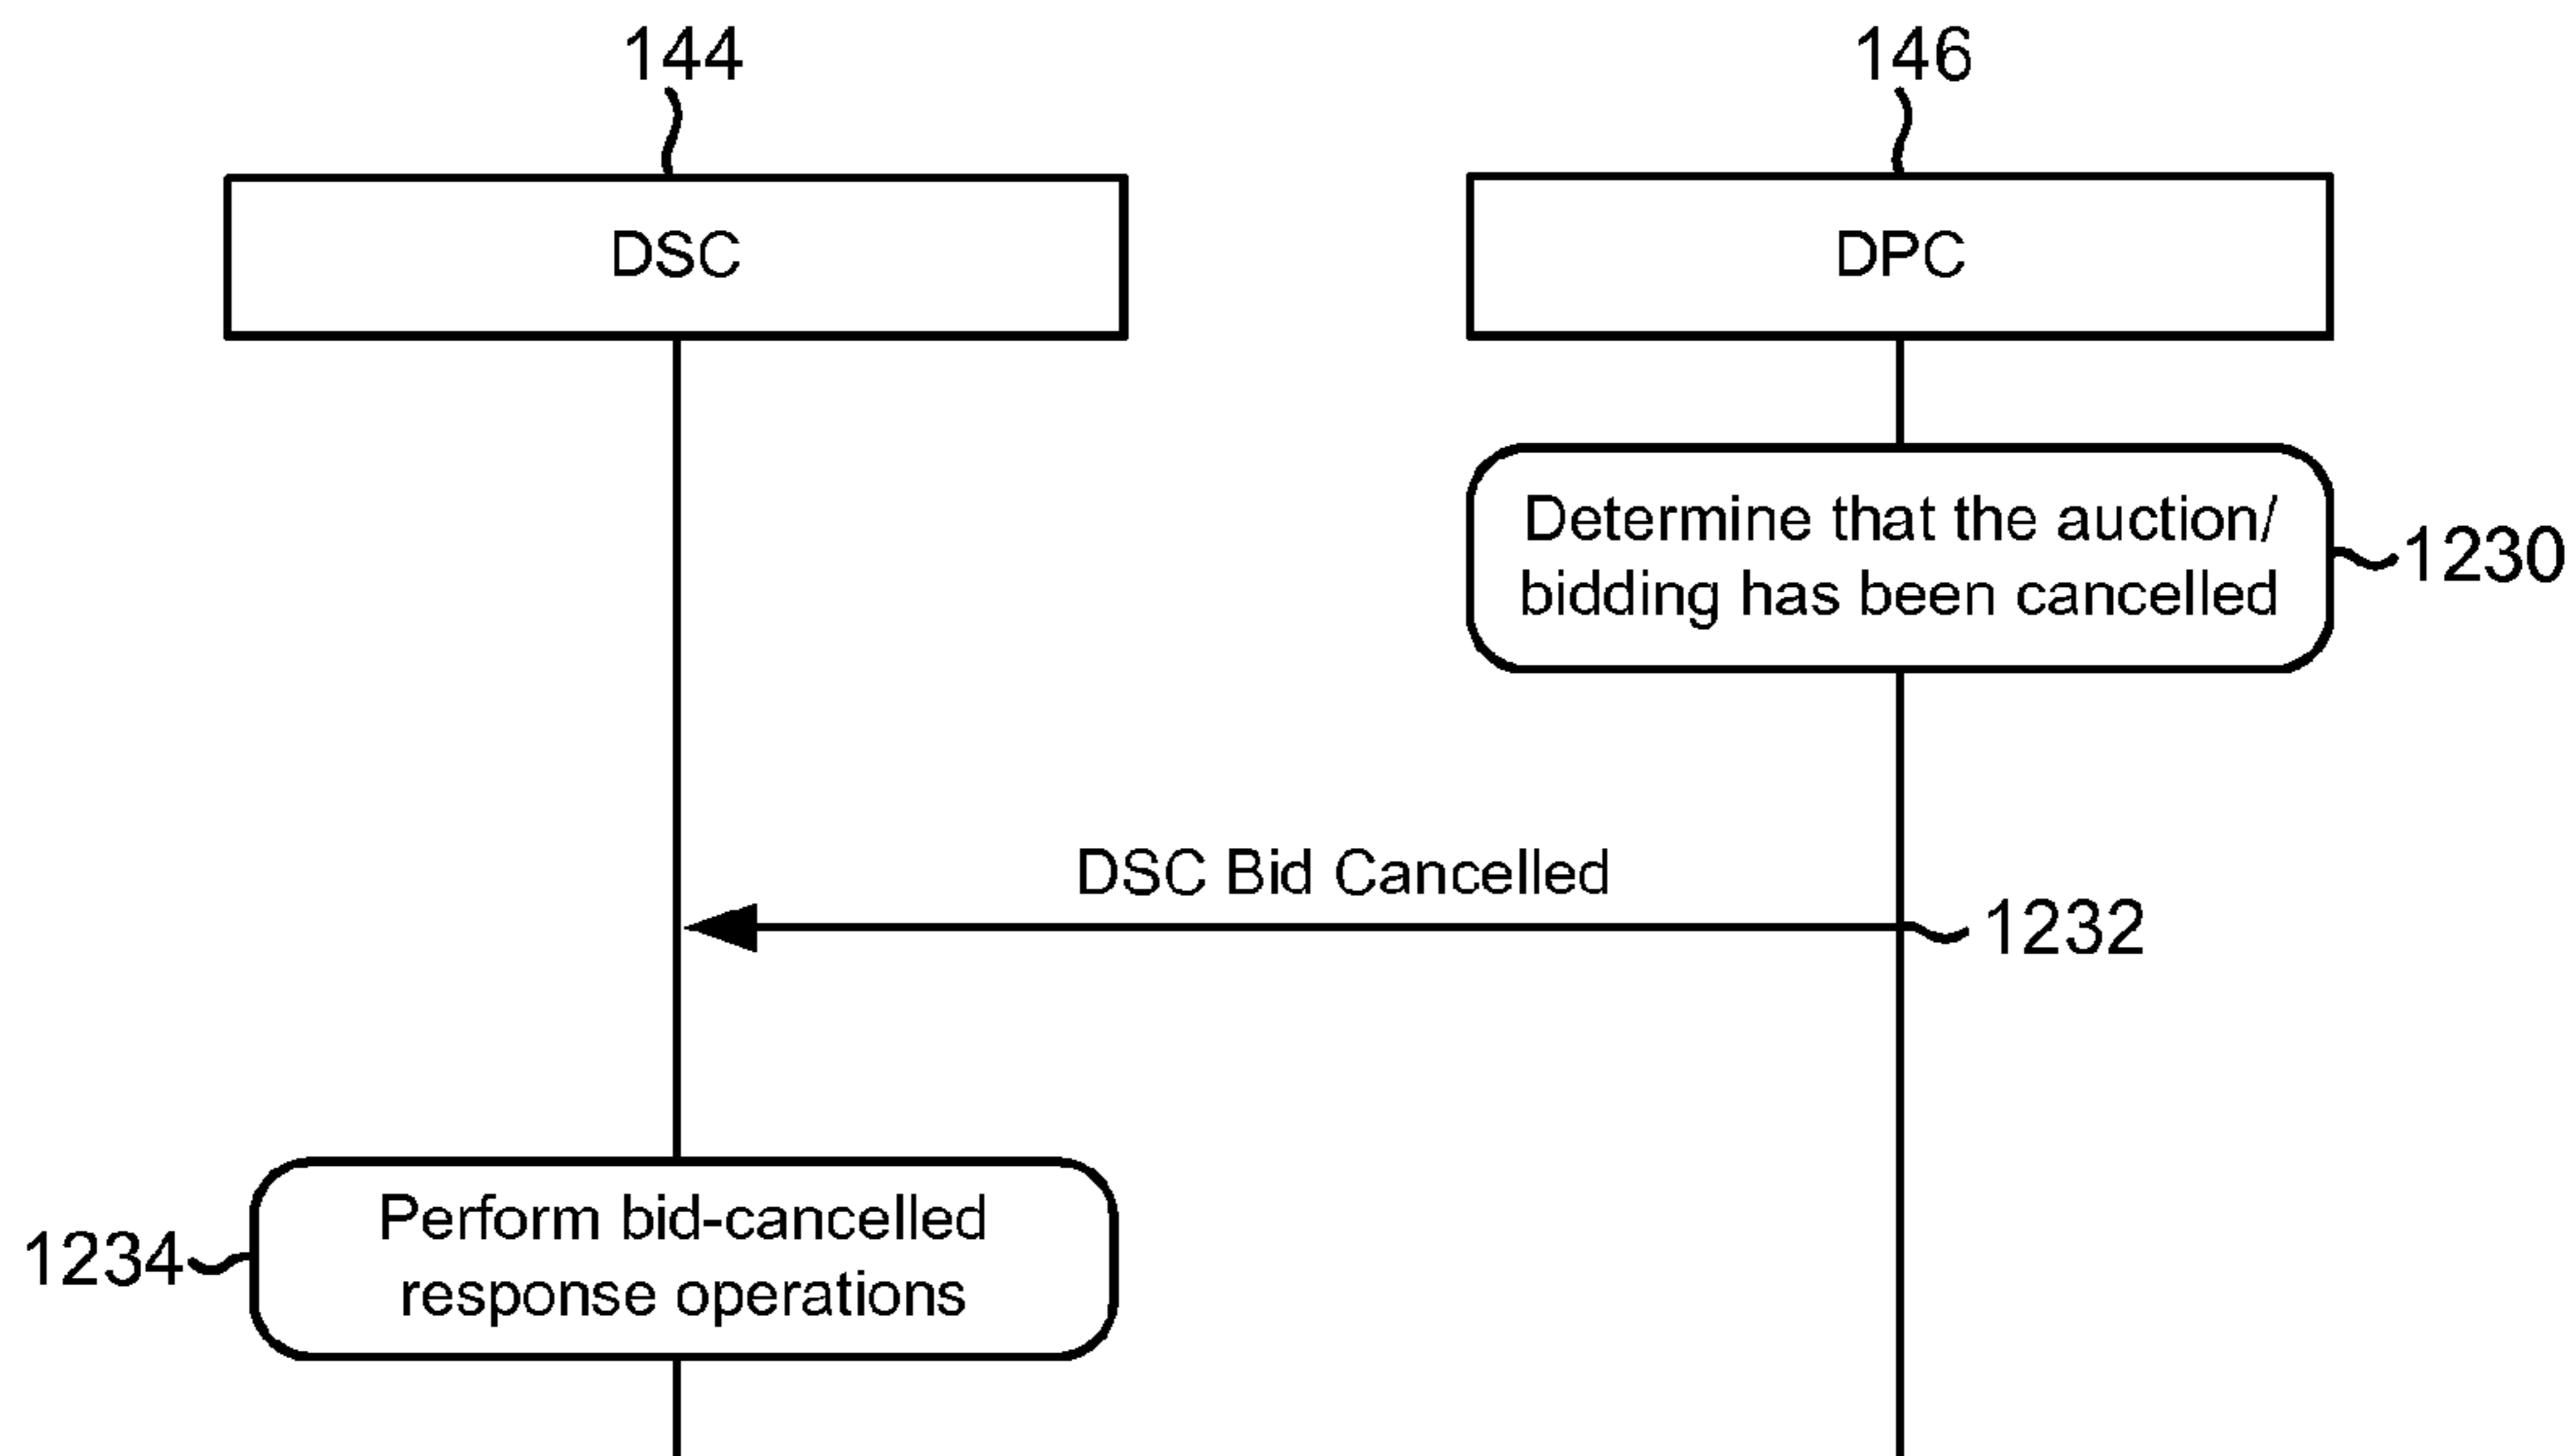 144
146
DSC
DPC
Determine that the auction/
bidding has been cancelled
1230
DSC Bid Cancelled
1232
Perform bid-cancelled
response operations
1234